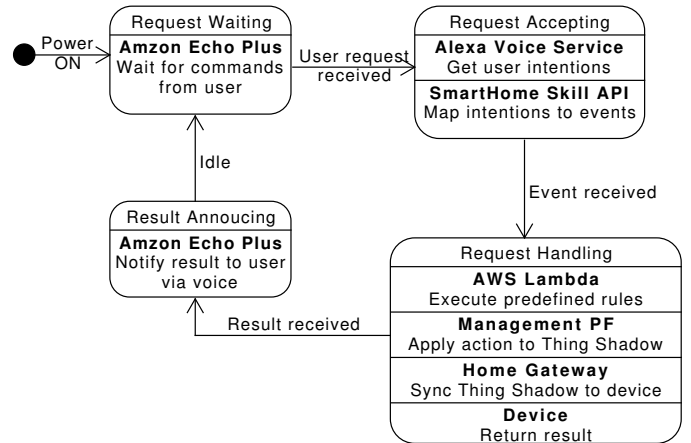 Power
ON
Request Waiting
Amzon Echo Plus
Wait for commands
from user
User request
received
Request Accepting
Alexa Voice Service
Get user intentions
SmartHome Skill API
Map intentions to events
Idle
Event received
Result Annoucing
Amzon Echo Plus
Notify result to user
via voice
Request Handling
AWS Lambda
Execute predefined rules
Management PF
Apply action to Thing Shadow
Home Gateway
Sync Thing Shadow to device
Device
Return result
Result received